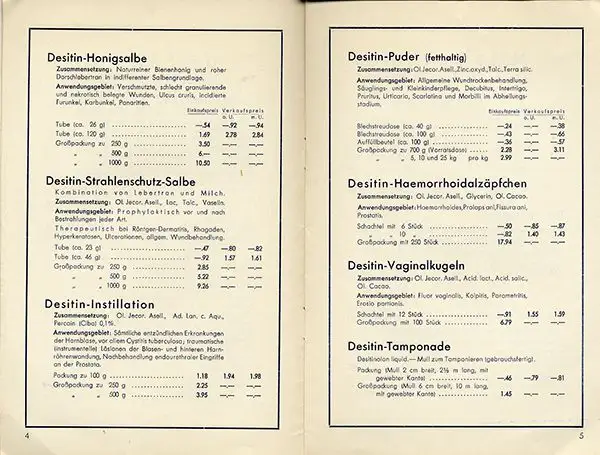 Desitin-Honigsalbe
Zusammensetzung: Naturreiner Bienenhonig und roher
Dorschlebertran in indifferenter Salbengrundlage.
Anwendungsgebiet: Verschmutzte, schlecht granulierende
und nekrotisch belegte Wunden, Ulcus cruris, incidierte
Furunkel, Karbunkel, Panaritien.
Einkaufspreis Verkaufspreis
o. U. m. U.
Tube (ca. 26 g) —.54 —.92 —.94
Tube (ca. 120 g) 1.69 2.78 2.84
Großpackung zu 250 g 3.50 —.— —.—
„ „ 500 g 6.— —.— —.—
„ „ 1000 g 10.50 —.— —.—
Desitin-Strahlenschutz-Salbe
Kombination von Lebertran und Milch.
Zusammensetzung: Ol. Jecor. Asell., Lac, Talc, Vaselin.
Anwendungsgebiet: Prophylaktisch vor und nach
Bestrahlungen jeder Art.
Therapeutisch bei Röntgen-Dermatitis, Rhagaden,
Hyperkeratosen, Ulcerationen, allgem. Wundbehandlung.
Tube (ca. 23 g) —.47 —.80 —.82
Tube (ca. 46 g) —.92 1.57 1.61
Großpackung zu 250 g 2.85 —.— —.—
„ „ 500 g 5.22 —.— —.—
„ „ 1000 g 9.26 —.— —.—
Desitin-Instillation
Zusammensetzung: Ol. Jecor. Asell., Ad. Lan. c. Aqu.,
Percain (Ciba) 0,1%.
Anwendungsgebiet: Sämtliche entzündlichen Erkrankungen
der Harnblase, vor allem Cystitis tuberculosa; traumatische
(instrumentelle) Läsionen der Blasen- und hinteren Harn-
röhrenwandung, Nachbehandlung endourethraler Eingriffe
an der Prostata.
Packung zu 100 g 1.18 1.94 1.98
Großpackung zu 250 g 2.25 —.— —.—
„ „ 500 g 3.95 —.— —.—
4
Desitin-Puder (fetthaltig)
Zusammensetzung: Ol. Jecor. Asell., Zinc. oxyd., Talc., Terra silic.
Anwendungsgebiet: Allgemeine Wundtrockenbehandlung,
Säuglings- und Kleinkinderpflege, Decubitus, Intertrigo,
Pruritus, Urticaria, Scarlatina und Morbilli im Abheilungs-
stadium.
Einkaufspreis Verkaufspreis
o. U. m. U.
Blechstreudose (ca. 40 g) —.24 —.— —.38
Blechstreudose (ca. 100 g) —.43 —.— —.66
Auffüllbeutel (ca. 100 g) —.36 —.— —.57
Großpackung zu 700 g (Vorratsdose) 2.28 —.— 3.11
„ 5, 10 und 25 kg pro kg 2.99 —.— —.—
Desitin-Haemorrhoidalzäpfchen
Zusammensetzung: Ol. Jecor. Asell., Glycerin, Ol. Cacao.
Anwendungsgebiet: Haemorrhoides, Prolaps ani, Fissura ani,
Prostatis.
Schachtel mit 6 Stück —.50 —.85 —.87
„ „ 10 „ —.82 1.40 1.43
Großpackung mit 250 Stück 17.94 —.— —.—
Desitin-Vaginalkugeln
Zusammensetzung: Ol. Jecor. Asell., Acid. lact., Acid. salic.,
Ol. Cacao.
Anwendungsgebiet: Fluor vaginalis, Kolpitis, Parametritis,
Erosio portionis.
Schachtel mit 12 Stück —.91 1.55 1.59
Großpackung mit 100 Stück 6.79 —.— —.—
Desitin-Tamponade
Desitinolan liquid.—Mull zum Tamponieren (gebrauchsfertig).
Packung (Mull 2 cm breit, 2½ m lang, mit
gewebter Kante) —.46 —.79 —.81
Großpackung (Mull 6 cm breit, 10 m lang,
mit gewebter Kante) 1.45 —.— —.—
5